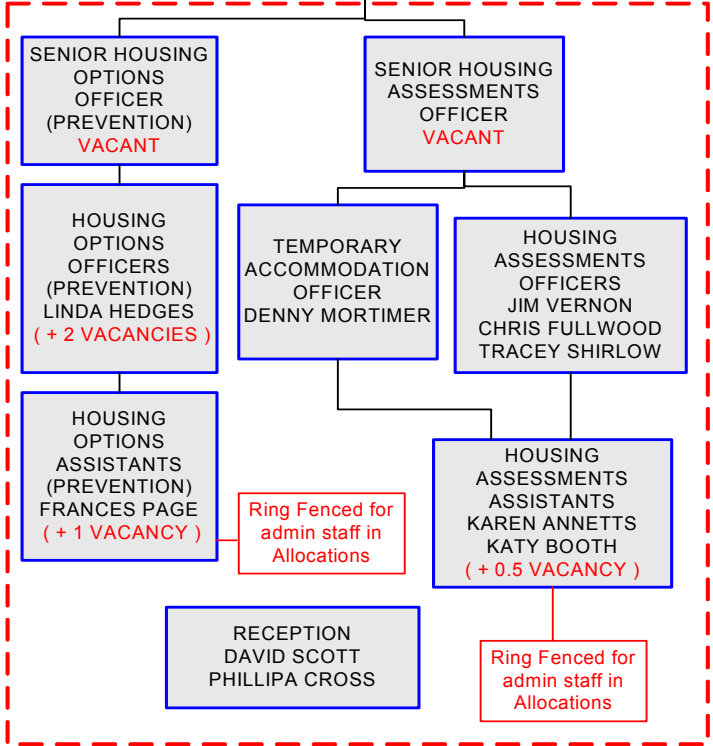 SENIOR HOUSING
OPTIONS
OFFICER
(PREVENTION)
VACANT
SENIOR HOUSING
ASSESSMENTS
OFFICER
VACANT
HOUSING
OPTIONS
OFFICERS
(PREVENTION)
LINDA HEDGES
( + 2 VACANCIES )
TEMPORARY
ACCOMMODATION
OFFICER
DENNY MORTIMER
HOUSING
ASSESSMENTS
OFFICERS
JIM VERNON
CHRIS FULLWOOD
TRACEY SHIRLOW
HOUSING
OPTIONS
ASSISTANTS
(PREVENTION)
FRANCES PAGE
( + 1 VACANCY )
Ring Fenced for
admin staff in
Allocations
HOUSING
ASSESSMENTS
ASSISTANTS
KAREN ANNETTS
KATY BOOTH
( + 0.5 VACANCY )
RECEPTION
DAVID SCOTT
PHILLIPA CROSS
Ring Fenced for
admin staff in
Allocations